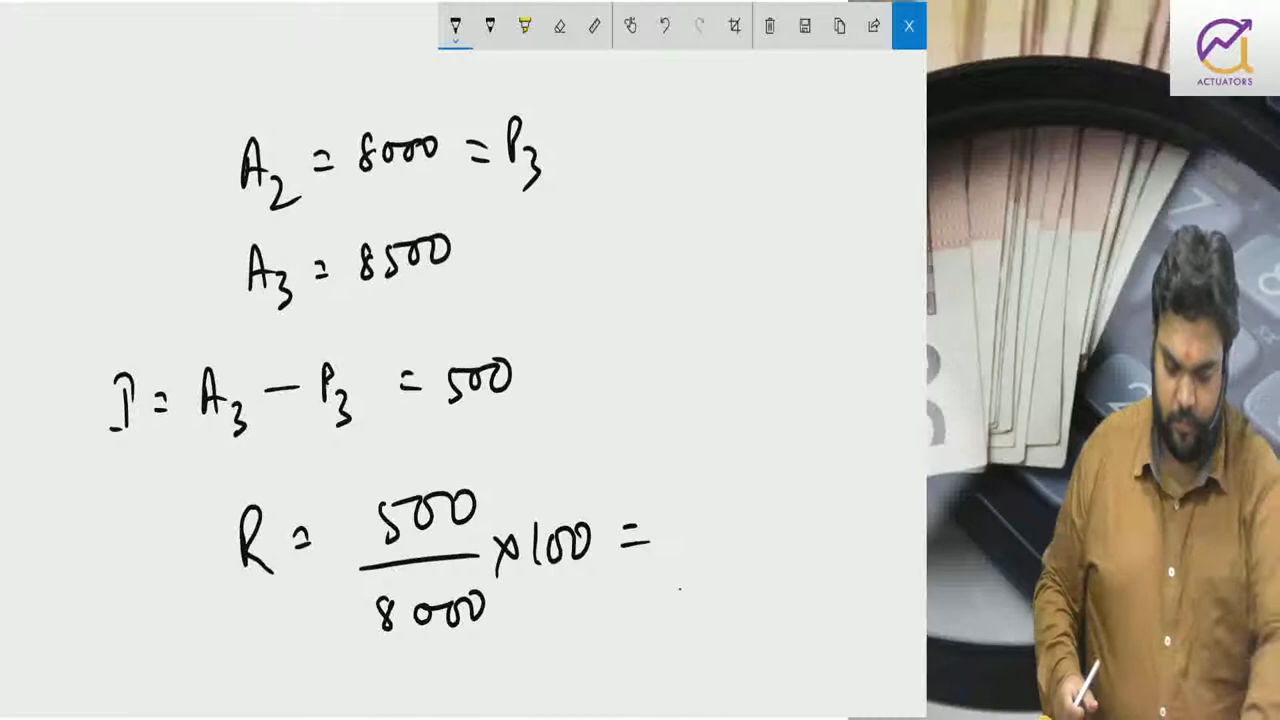 ACTUATORS
A₂ = 8000 = P₃
A₃ = 8500
I = A₃ − P₃ = 500
R = 500/8000 × 100 =